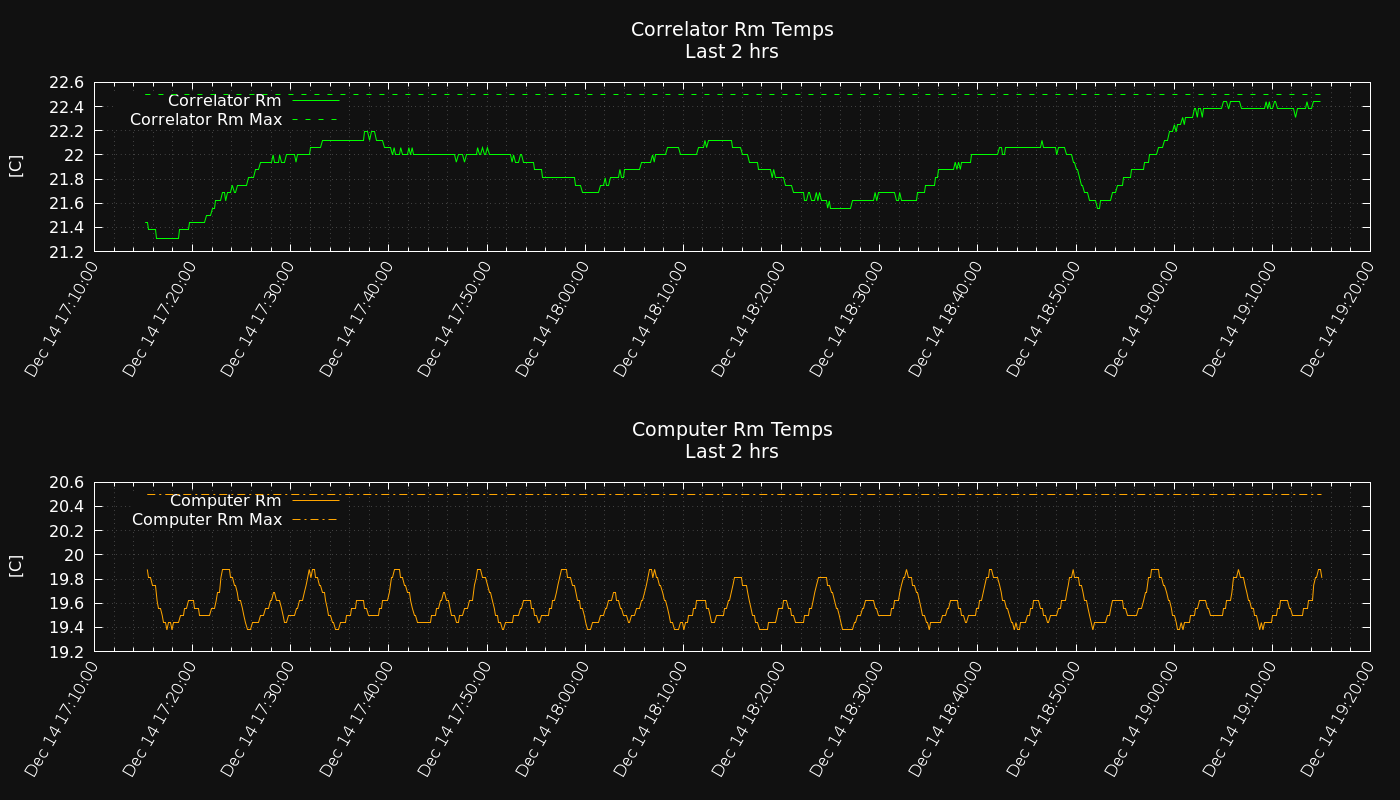 Correlator Rm Temps
Last 2 hrs
22.6
22.4
22.2
22
21.8
21.6
21.4
21.2
[C]
Correlator Rm
Correlator Rm Max
Dec 14 17:10:00
Dec 14 17:20:00
Dec 14 17:30:00
Dec 14 17:40:00
Dec 14 17:50:00
Dec 14 18:00:00
Dec 14 18:10:00
Dec 14 18:20:00
Dec 14 18:30:00
Dec 14 18:40:00
Dec 14 18:50:00
Dec 14 19:00:00
Dec 14 19:10:00
Dec 14 19:20:00
Computer Rm Temps
Last 2 hrs
20.6
20.4
20.2
20
19.8
19.6
19.4
19.2
[C]
Computer Rm
Computer Rm Max
Dec 14 17:10:00
Dec 14 17:20:00
Dec 14 17:30:00
Dec 14 17:40:00
Dec 14 17:50:00
Dec 14 18:00:00
Dec 14 18:10:00
Dec 14 18:20:00
Dec 14 18:30:00
Dec 14 18:40:00
Dec 14 18:50:00
Dec 14 19:00:00
Dec 14 19:10:00
Dec 14 19:20:00